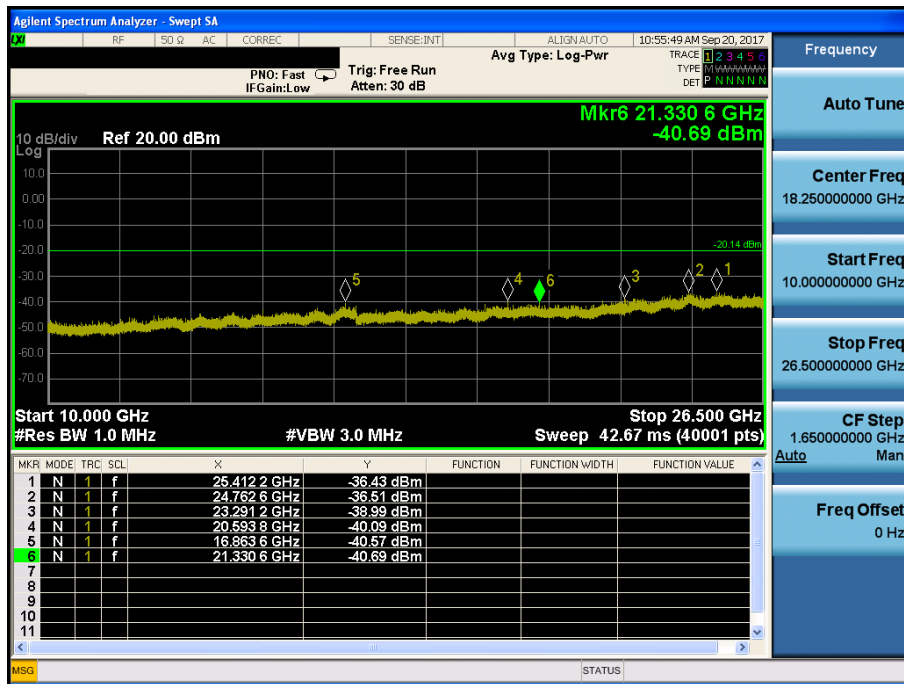 Agilent Spectrum Analyzer - Swept SA
LXI RF 50 Ω AC CORREC SENSE:INT ALIGN AUTO 10:55:49 AM Sep 20, 2017
Avg Type: Log-Pwr TRACE 1 2 3 4 5 6
PNO: Fast Trig: Free Run TYPE M WWWWW
IFGain:Low Atten: 30 dB DET P N N N N N
Mkr6 21.330 6 GHz
-40.69 dBm
10 dB/div Ref 20.00 dBm
Log
10.0
0.00
-10.0
-20.0
-20.14 dBm
-30.0
5 4 6 3 2 1
-40.0
-50.0
-60.0
-70.0
Start 10.000 GHz Stop 26.500 GHz
#Res BW 1.0 MHz #VBW 3.0 MHz Sweep 42.67 ms (40001 pts)
MKR MODE TRC SCL X Y FUNCTION FUNCTION WIDTH FUNCTION VALUE
1 N 1 f 25.412 2 GHz -36.43 dBm
2 N 1 f 24.762 6 GHz -36.51 dBm
3 N 1 f 23.291 2 GHz -38.99 dBm
4 N 1 f 20.593 8 GHz -40.09 dBm
5 N 1 f 16.863 6 GHz -40.57 dBm
6 N 1 f 21.330 6 GHz -40.69 dBm
7
8
9
10
11
MSG STATUS
Frequency
Auto Tune
Center Freq
18.250000000 GHz
Start Freq
10.000000000 GHz
Stop Freq
26.500000000 GHz
CF Step
1.650000000 GHz
Auto Man
Freq Offset
0 Hz